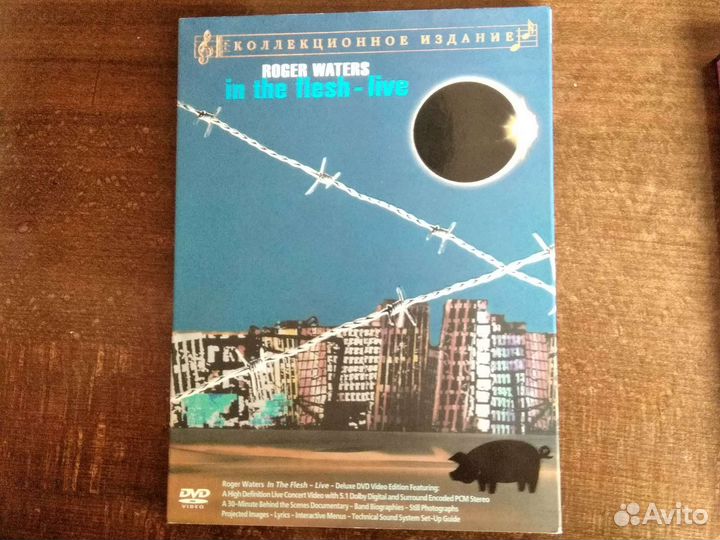 КОЛЛЕКЦИОННОЕ ИЗДАНИЕ
ROGER WATERS
in the flesh - live
Roger Waters In The Flesh – Live – Deluxe DVD Video Edition Featuring:
A High Definition Live Concert Video with 5.1 Dolby Digital and Surround Encoded PCM Stereo
A 30-Minute Behind the Scenes Documentary – Band Biographies – Still Photographs
Projected Images – Lyrics – Interactive Menus – Technical Sound System Set-Up Guide
DVD
VIDEO
Avito